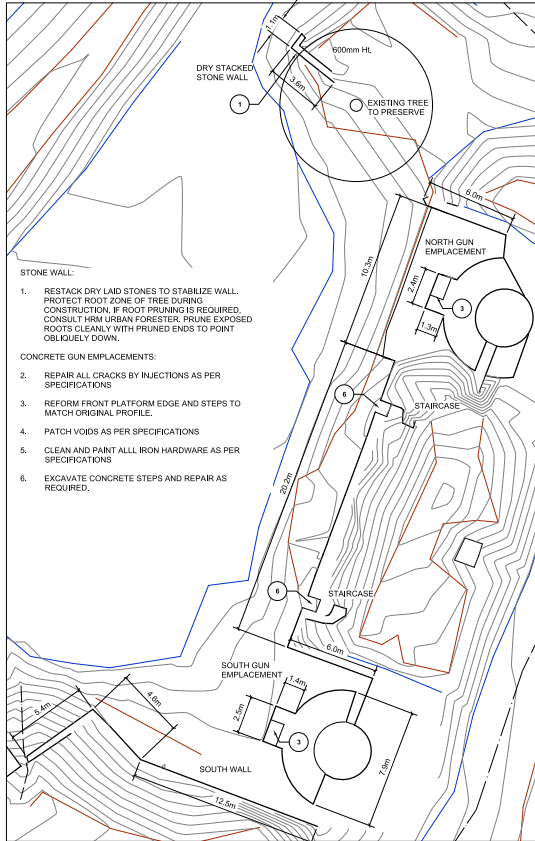 1.1m
600mm Ht.
DRY STACKED
STONE WALL
3.6m
1
EXISTING TREE
TO PRESERVE
6.0m
NORTH GUN
EMPLACEMENT
10.3m
2.4m
3
1.3m
STONE WALL:
1. RESTACK DRY LAID STONES TO STABILIZE WALL.
PROTECT ROOT ZONE OF TREE DURING
CONSTRUCTION. IF ROOT PRUNING IS REQUIRED,
CONSULT HRM URBAN FORESTER. PRUNE EXPOSED
ROOTS CLEANLY WITH PRUNED ENDS TO POINT
OBLIQUELY DOWN.
CONCRETE GUN EMPLACEMENTS:
2. REPAIR ALL CRACKS BY INJECTIONS AS PER
SPECIFICATIONS
3. REFORM FRONT PLATFORM EDGE AND STEPS TO
MATCH ORIGINAL PROFILE.
4. PATCH VOIDS AS PER SPECIFICATIONS
5. CLEAN AND PAINT ALLL IRON HARDWARE AS PER
SPECIFICATIONS
6. EXCAVATE CONCRETE STEPS AND REPAIR AS
REQUIRED.
6
STAIRCASE
20.2m
6
STAIRCASE
6.0m
SOUTH GUN
EMPLACEMENT
1.4m
2.5m
3
7.9m
5.4m
4.6m
SOUTH WALL
12.5m